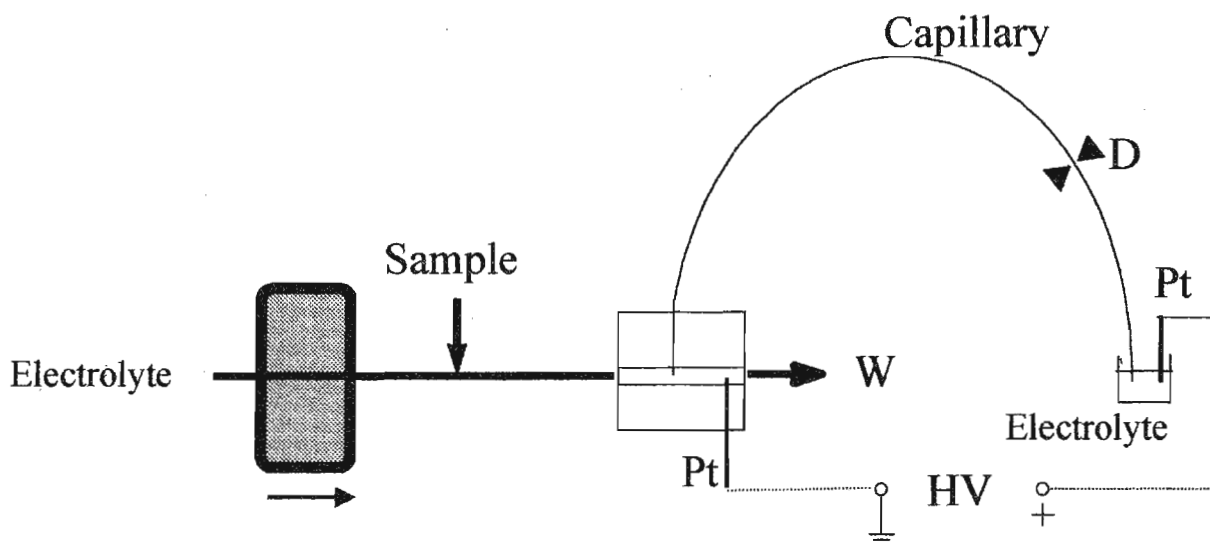 Capillary
D
Sample
Pt
Electrolyte
W
Electrolyte
Pt
HV
+